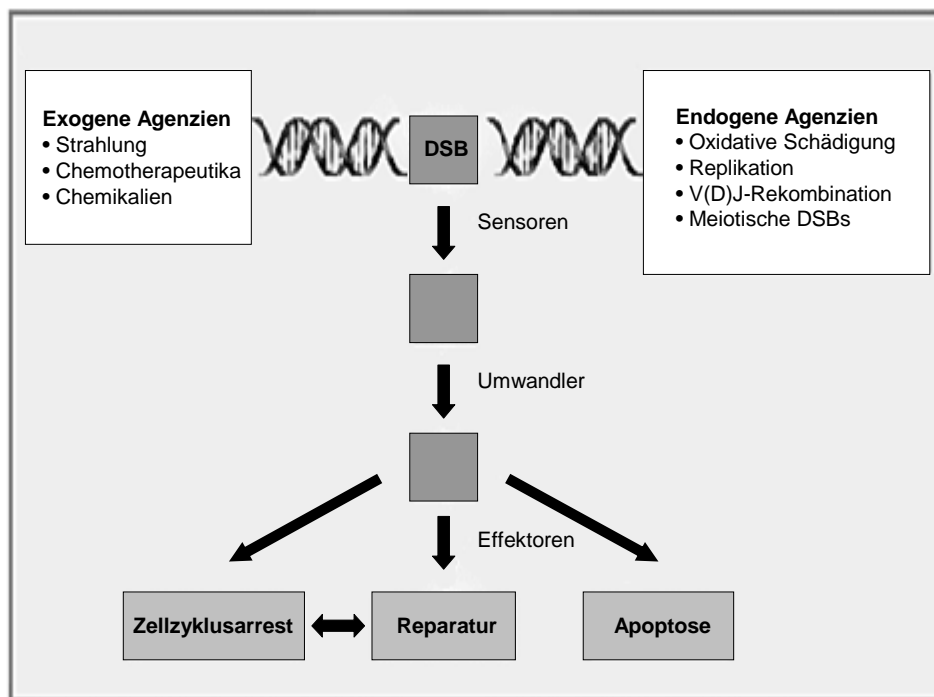 Exogene Agenzien
• Strahlung
• Chemotherapeutika
• Chemikalien
DSB
Endogene Agenzien
• Oxidative Schädigung
• Replikation
• V(D)J-Rekombination
• Meiotische DSBs
Sensoren
Umwandler
Effektoren
Zellzyklusarrest
Reparatur
Apoptose